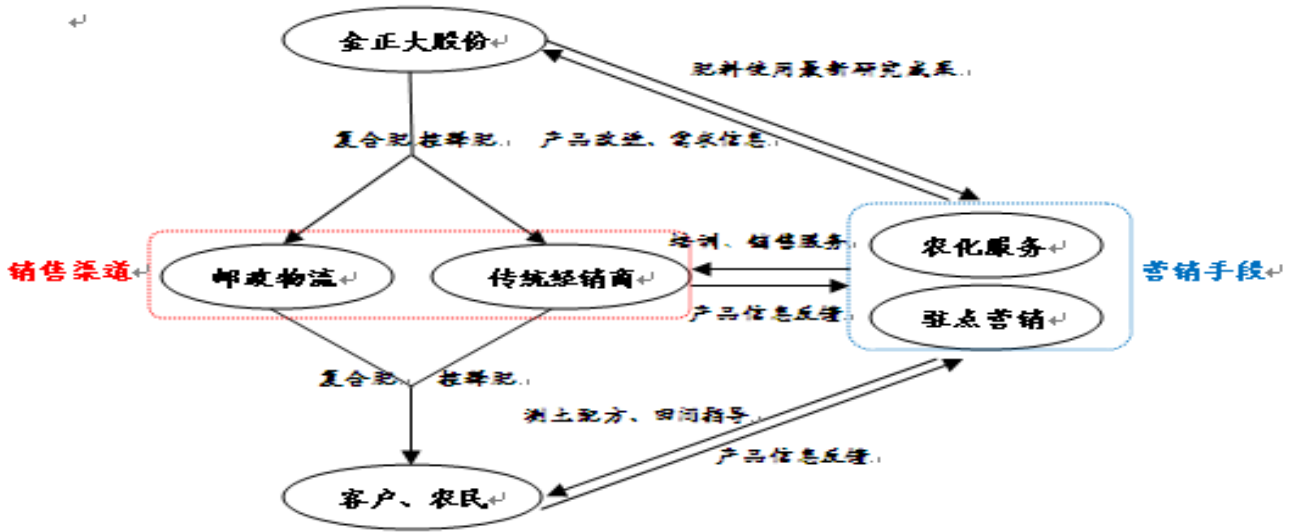 金正大股份
肥料使用最新研究成果
复合肥 控释肥 产品改进、需求信息
培训、销售服务
农化服务
销售渠道
邮政物流
传统经销商
营销手段
产品信息反馈
驻点营销
复合肥 控释肥
测土配方、田间指导
产品信息反馈
客户、农民